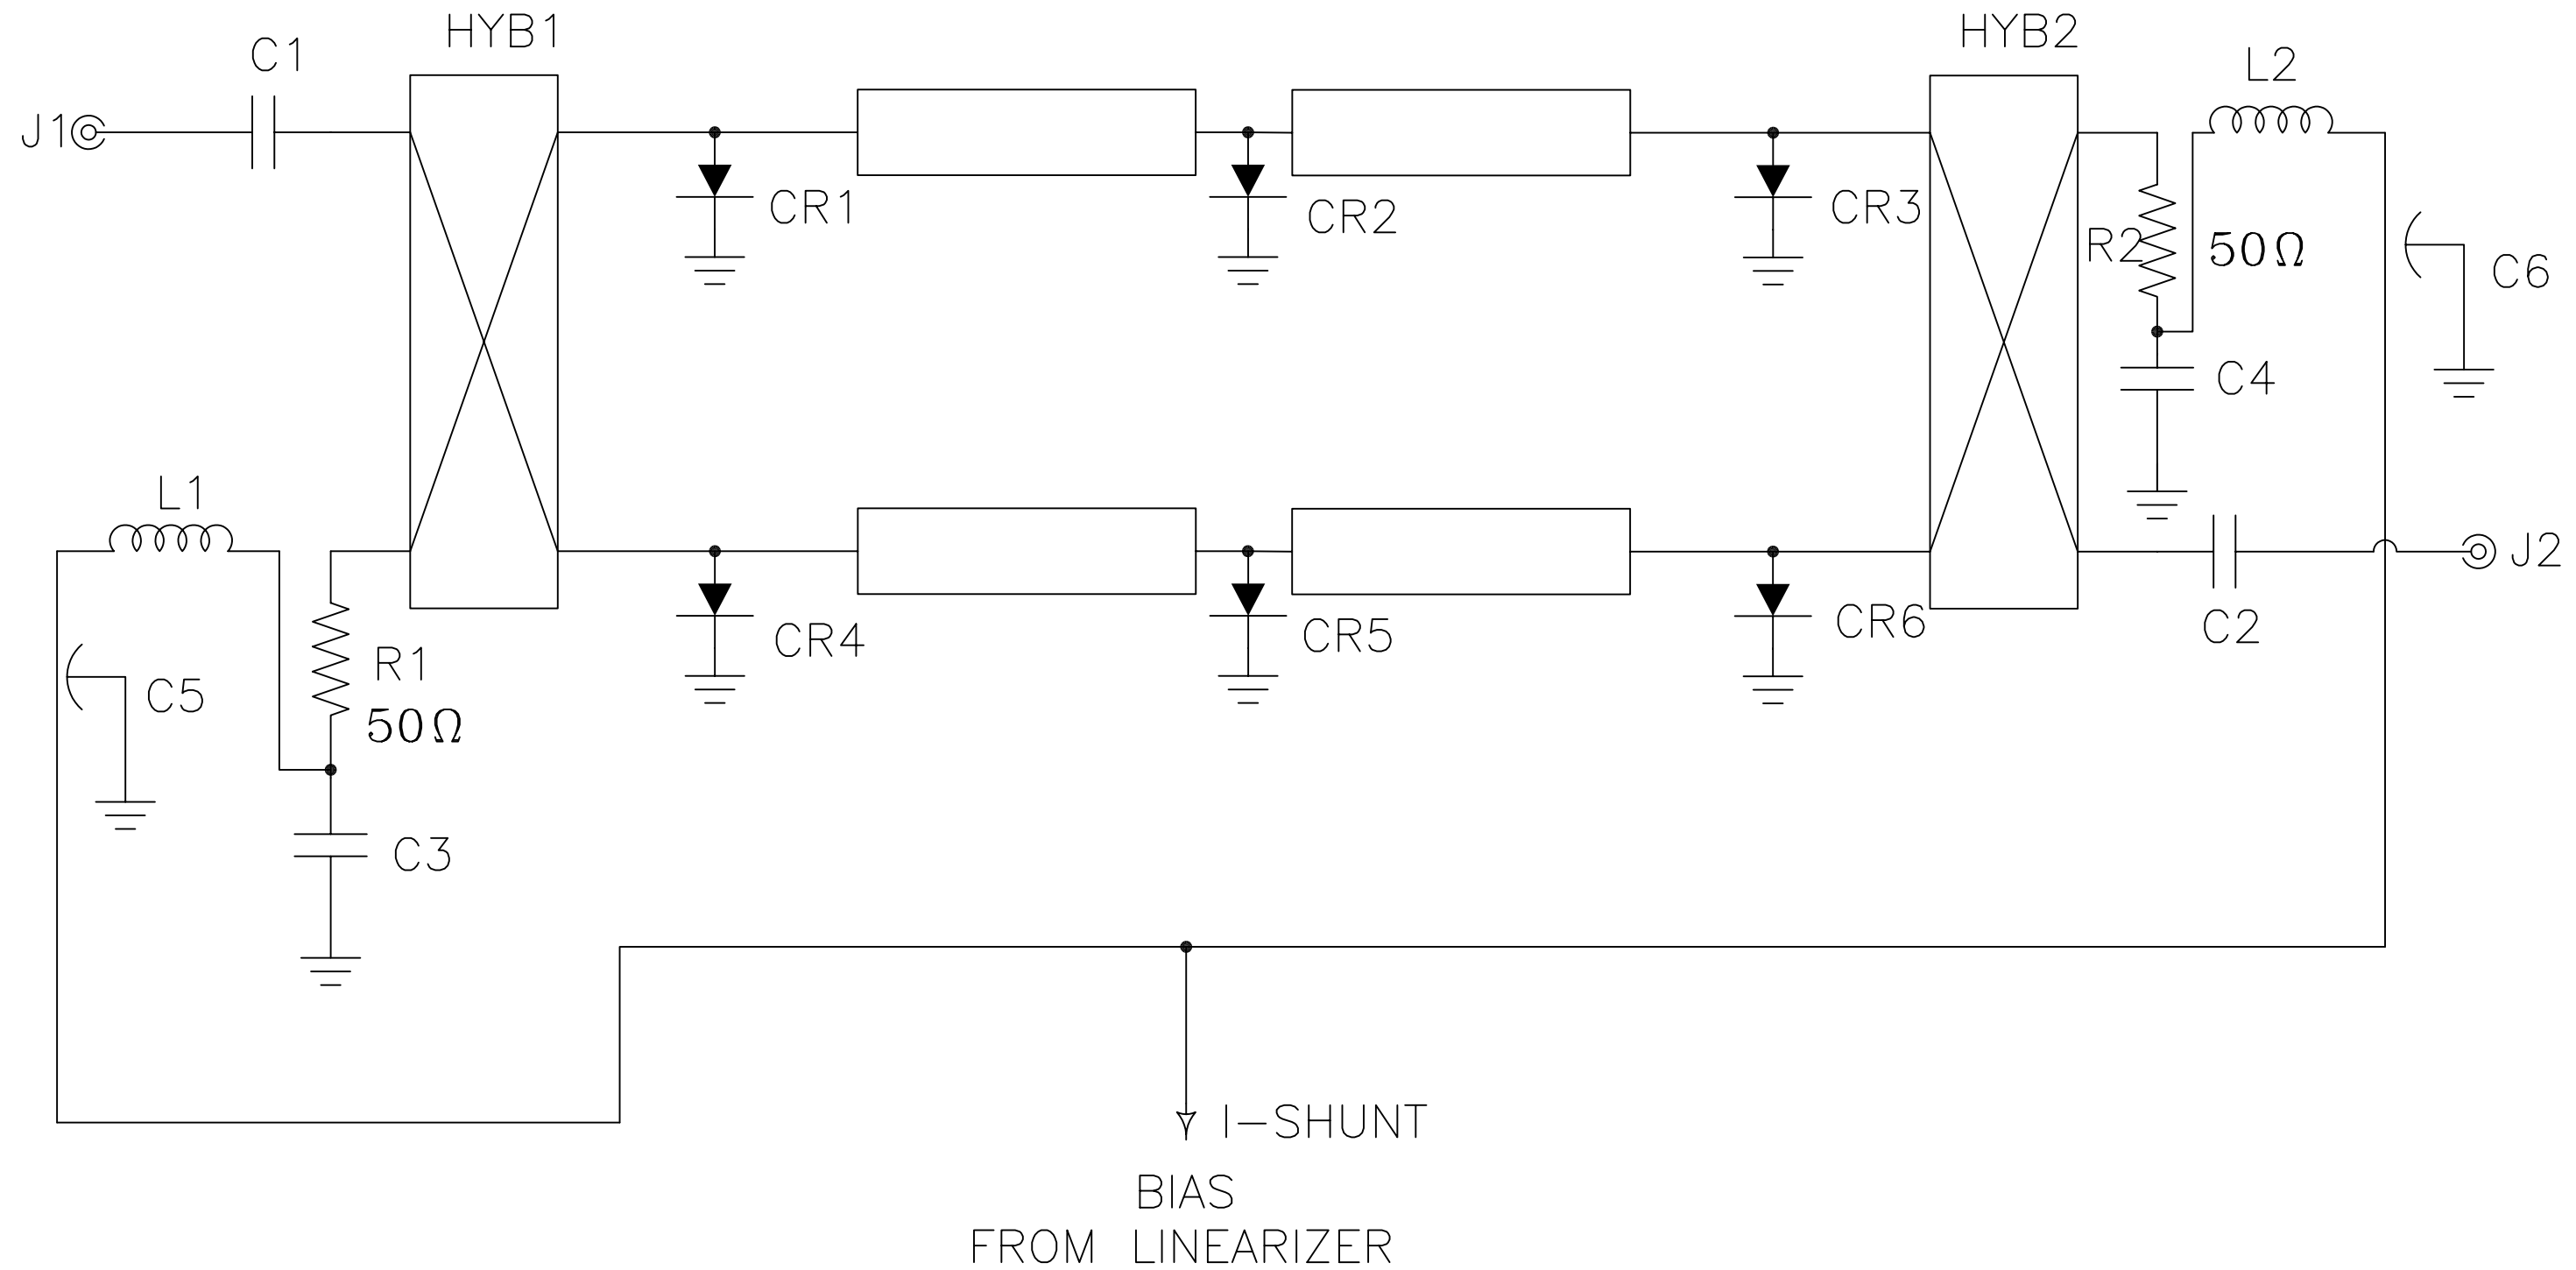 HYB1
HYB2
C1
L2
J1
CR1
CR2
CR3
R2
50Ω
C6
C4
L1
J2
C2
CR4
CR5
CR6
R1
C5
50Ω
C3
I-SHUNT
BIAS
FROM LINEARIZER